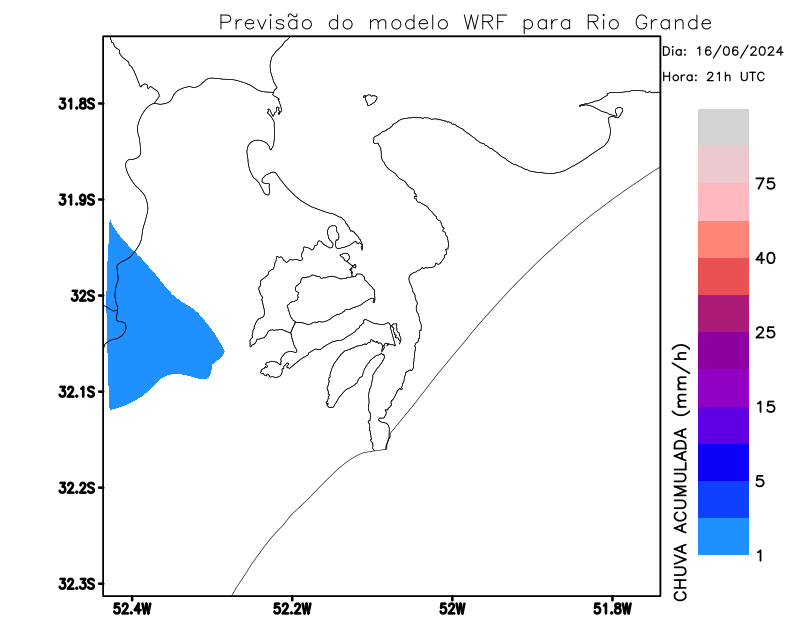 Previsão do modelo WRF para Rio Grande
Dia: 16/06/2024
Hora: 21h UTC
31.8S
31.9S
32S
32.1S
32.2S
32.3S
52.4W
52.2W
52W
51.8W
CHUVA ACUMULADA (mm/h)
75
40
25
15
5
1